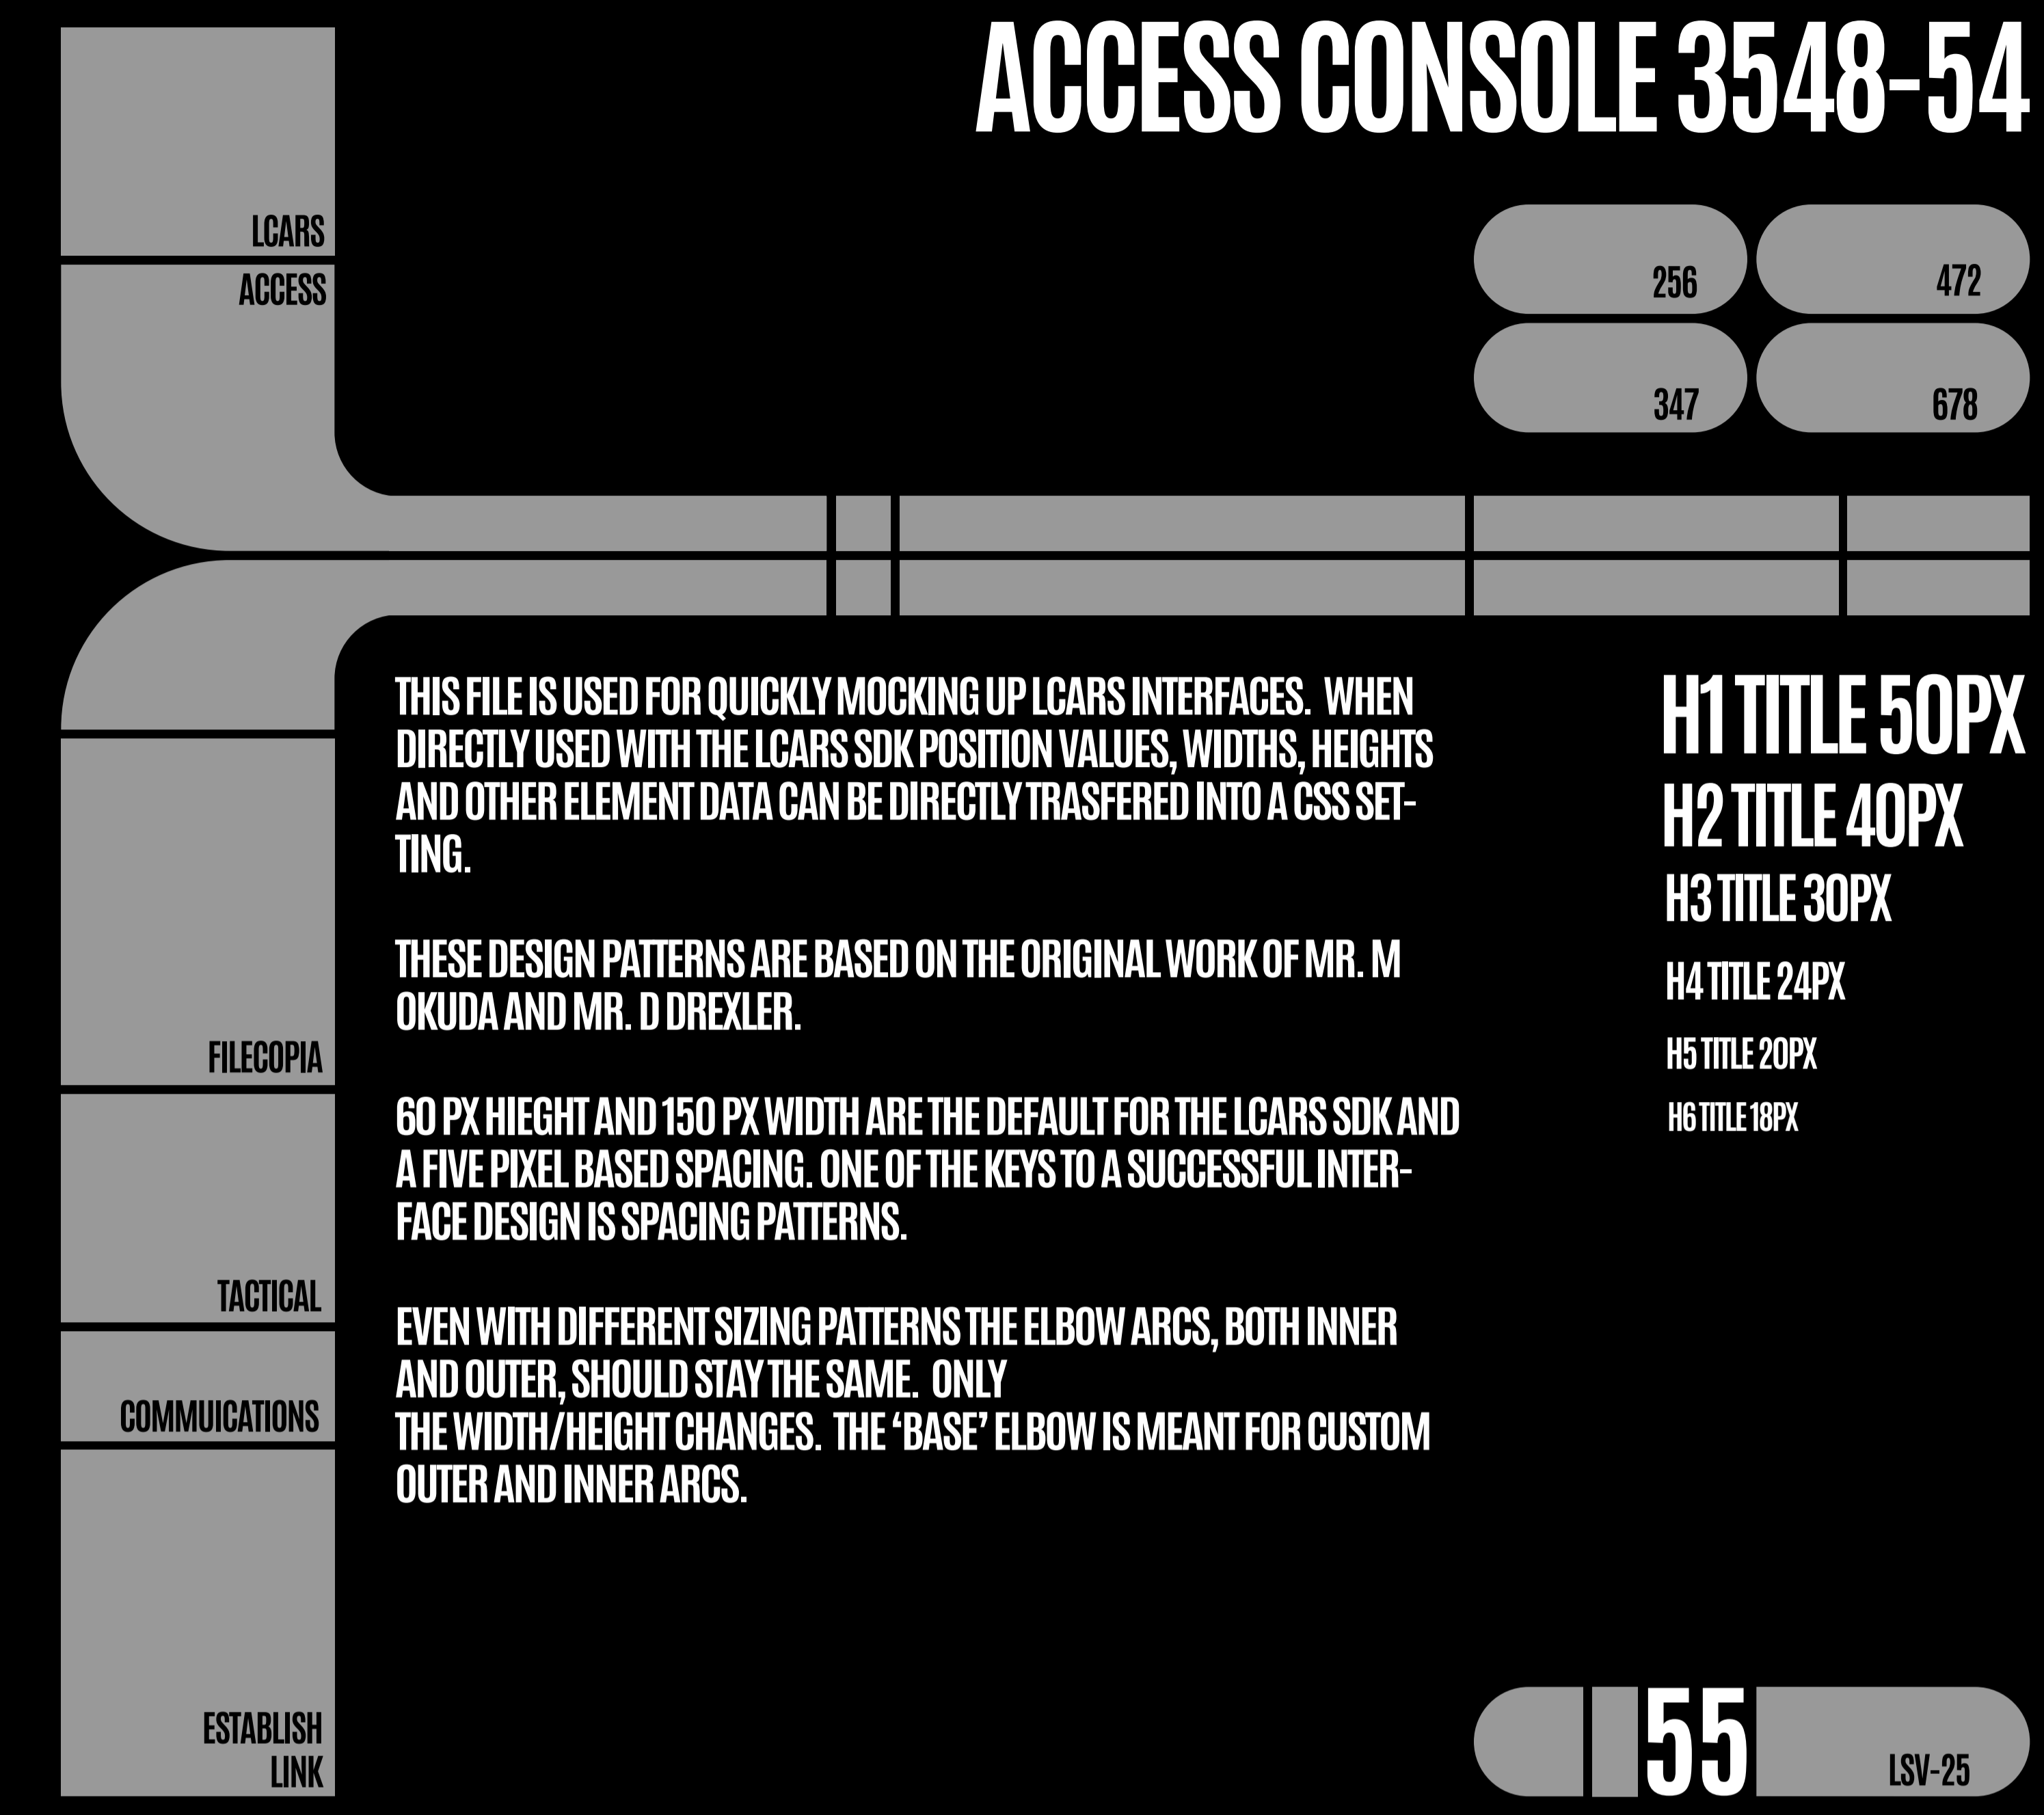 ACCESS CONSOLE 3548-54
LCARS
ACCESS
256
472
347
678
THIS FILE IS USED FOR QUICKLY MOCKING UP LCARS INTERFACES.  WHEN
DIRECTLY USED WITH THE LCARS SDK POSITION VALUES, WIDTHS, HEIGHTS
AND OTHER ELEMENT DATA CAN BE DIRECTLY TRASFERED INTO A CSS SET-
TING.
THESE DESIGN PATTERNS ARE BASED ON THE ORIGINAL WORK OF MR. M
OKUDA AND MR. D DREXLER.
60 PX HIEGHT AND 150 PX WIDTH ARE THE DEFAULT FOR THE LCARS SDK AND
A FIVE PIXEL BASED SPACING. ONE OF THE KEYS TO A SUCCESSFUL INTER-
FACE DESIGN IS SPACING PATTERNS.
EVEN WITH DIFFERENT SIZING PATTERNS THE ELBOW ARCS, BOTH INNER
AND OUTER, SHOULD STAY THE SAME.  ONLY
THE WIDTH/HEIGHT CHANGES.  THE ‘BASE’ ELBOW IS MEANT FOR CUSTOM
OUTER AND INNER ARCS.
H1 TITLE 50PX
H2 TITLE 40PX
H3 TITLE 30PX
H4 TITLE 24PX
H5 TITLE 20PX
H6 TITLE 18PX
FILECOPIA
TACTICAL
COMMUICATIONS
ESTABLISH
LINK
55
LSV-25